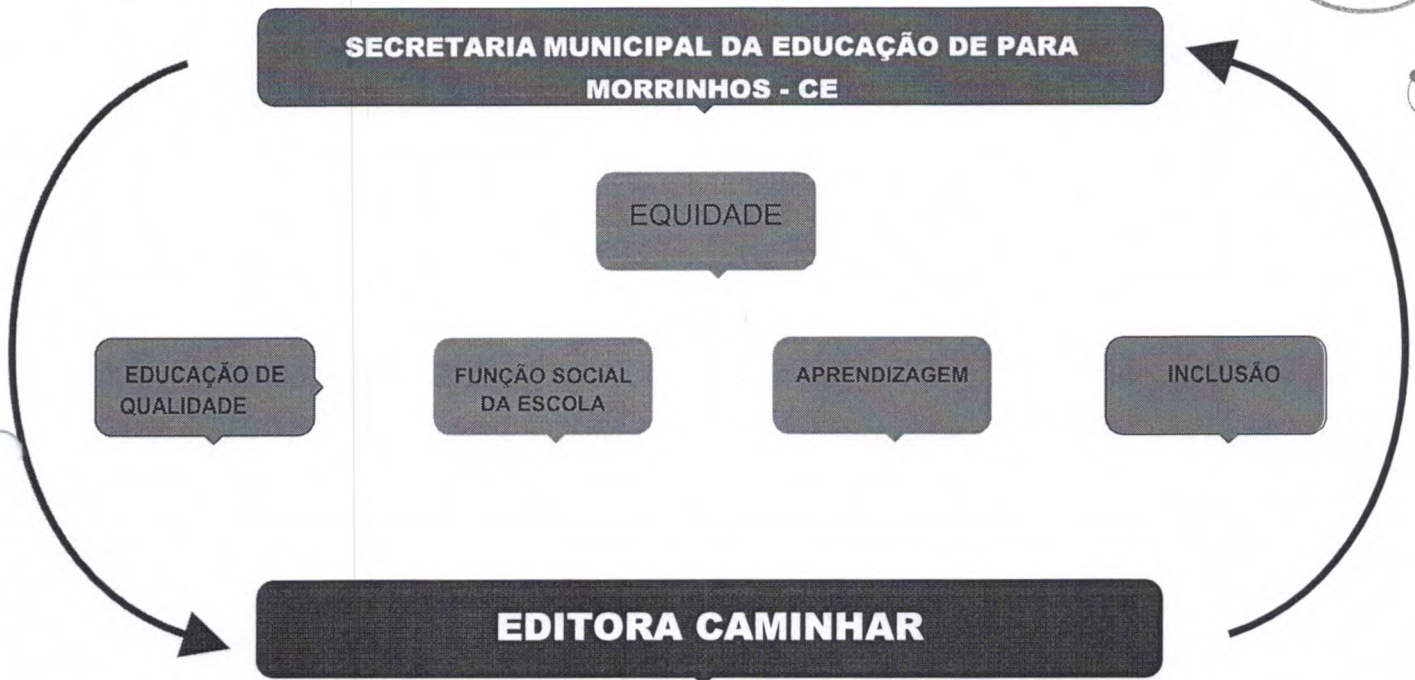 SECRETARIA MUNICIPAL DA EDUCAÇÃO DE PARA
MORRINHOS - CE
EQUIDADE
EDUCAÇÃO DE
QUALIDADE
FUNÇÃO SOCIAL
DA ESCOLA
APRENDIZAGEM
INCLUSÃO
EDITORA CAMINHAR